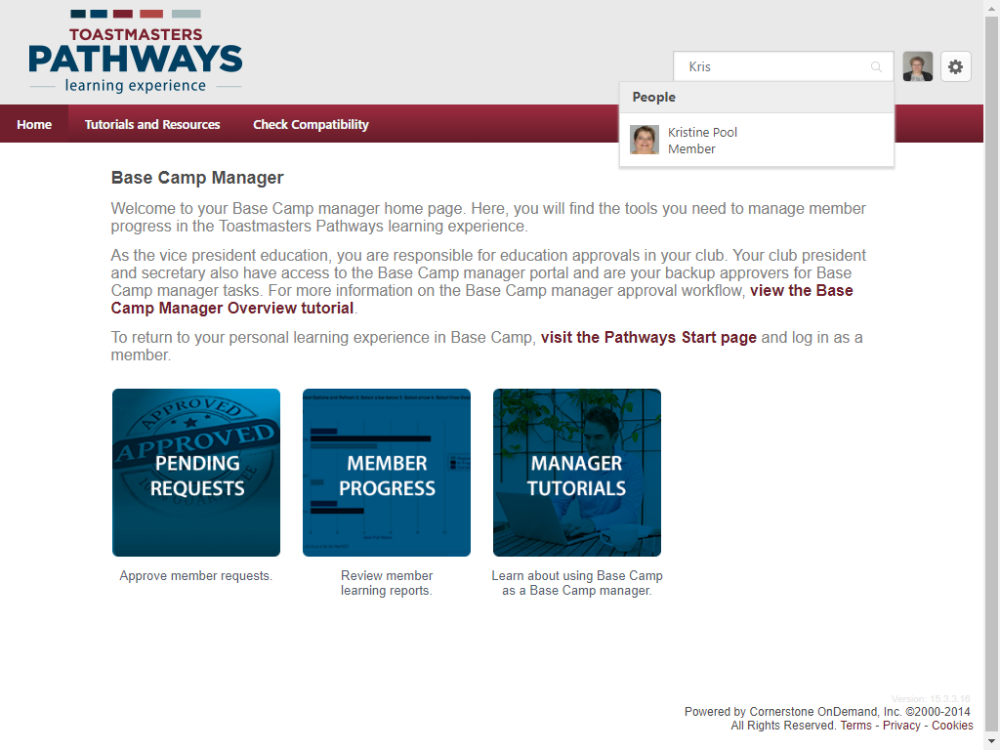 TOASTMASTERS
PATHWAYS
learning experience
Kris
People
Kristine Pool
Member
Home
Tutorials and Resources
Check Compatibility
Base Camp Manager
Welcome to your Base Camp manager home page. Here, you will find the tools you need to manage member
progress in the Toastmasters Pathways learning experience.
As the vice president education, you are responsible for education approvals in your club. Your club president
and secretary also have access to the Base Camp manager portal and are your backup approvers for Base
Camp manager tasks. For more information on the Base Camp manager approval workflow, view the Base
Camp Manager Overview tutorial.
To return to your personal learning experience in Base Camp, visit the Pathways Start page and log in as a
member.
APPROVED
APPROVED
PENDING
REQUESTS
MEMBER
PROGRESS
MANAGER
TUTORIALS
Approve member requests.
Review member
learning reports.
Learn about using Base Camp
as a Base Camp manager.
Version: 15.3.3.16
Powered by Cornerstone OnDemand, Inc. ©2000-2014
All Rights Reserved. Terms - Privacy - Cookies